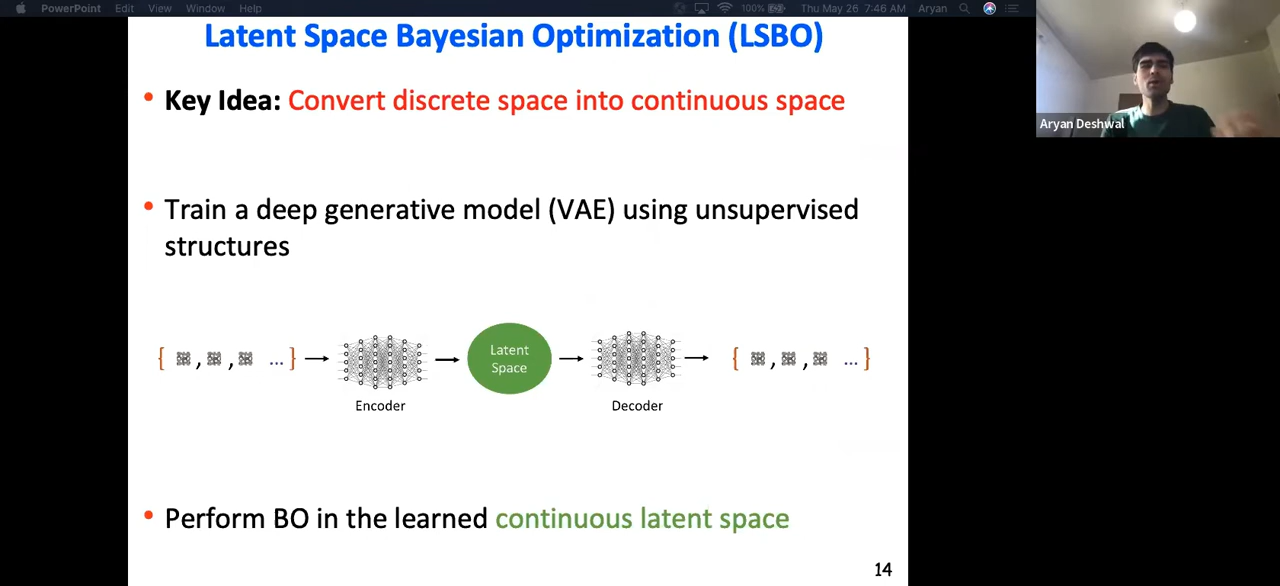 PowerPoint Edit View Window Help 100% Thu May 26 7:46 AM Aryan
Latent Space Bayesian Optimization (LSBO)
• Key Idea: Convert discrete space into continuous space
Aryan Deshwal
• Train a deep generative model (VAE) using unsupervised
structures
{ , , ... } Latent { , , ... }
Space
Encoder Decoder
• Perform BO in the learned continuous latent space
14